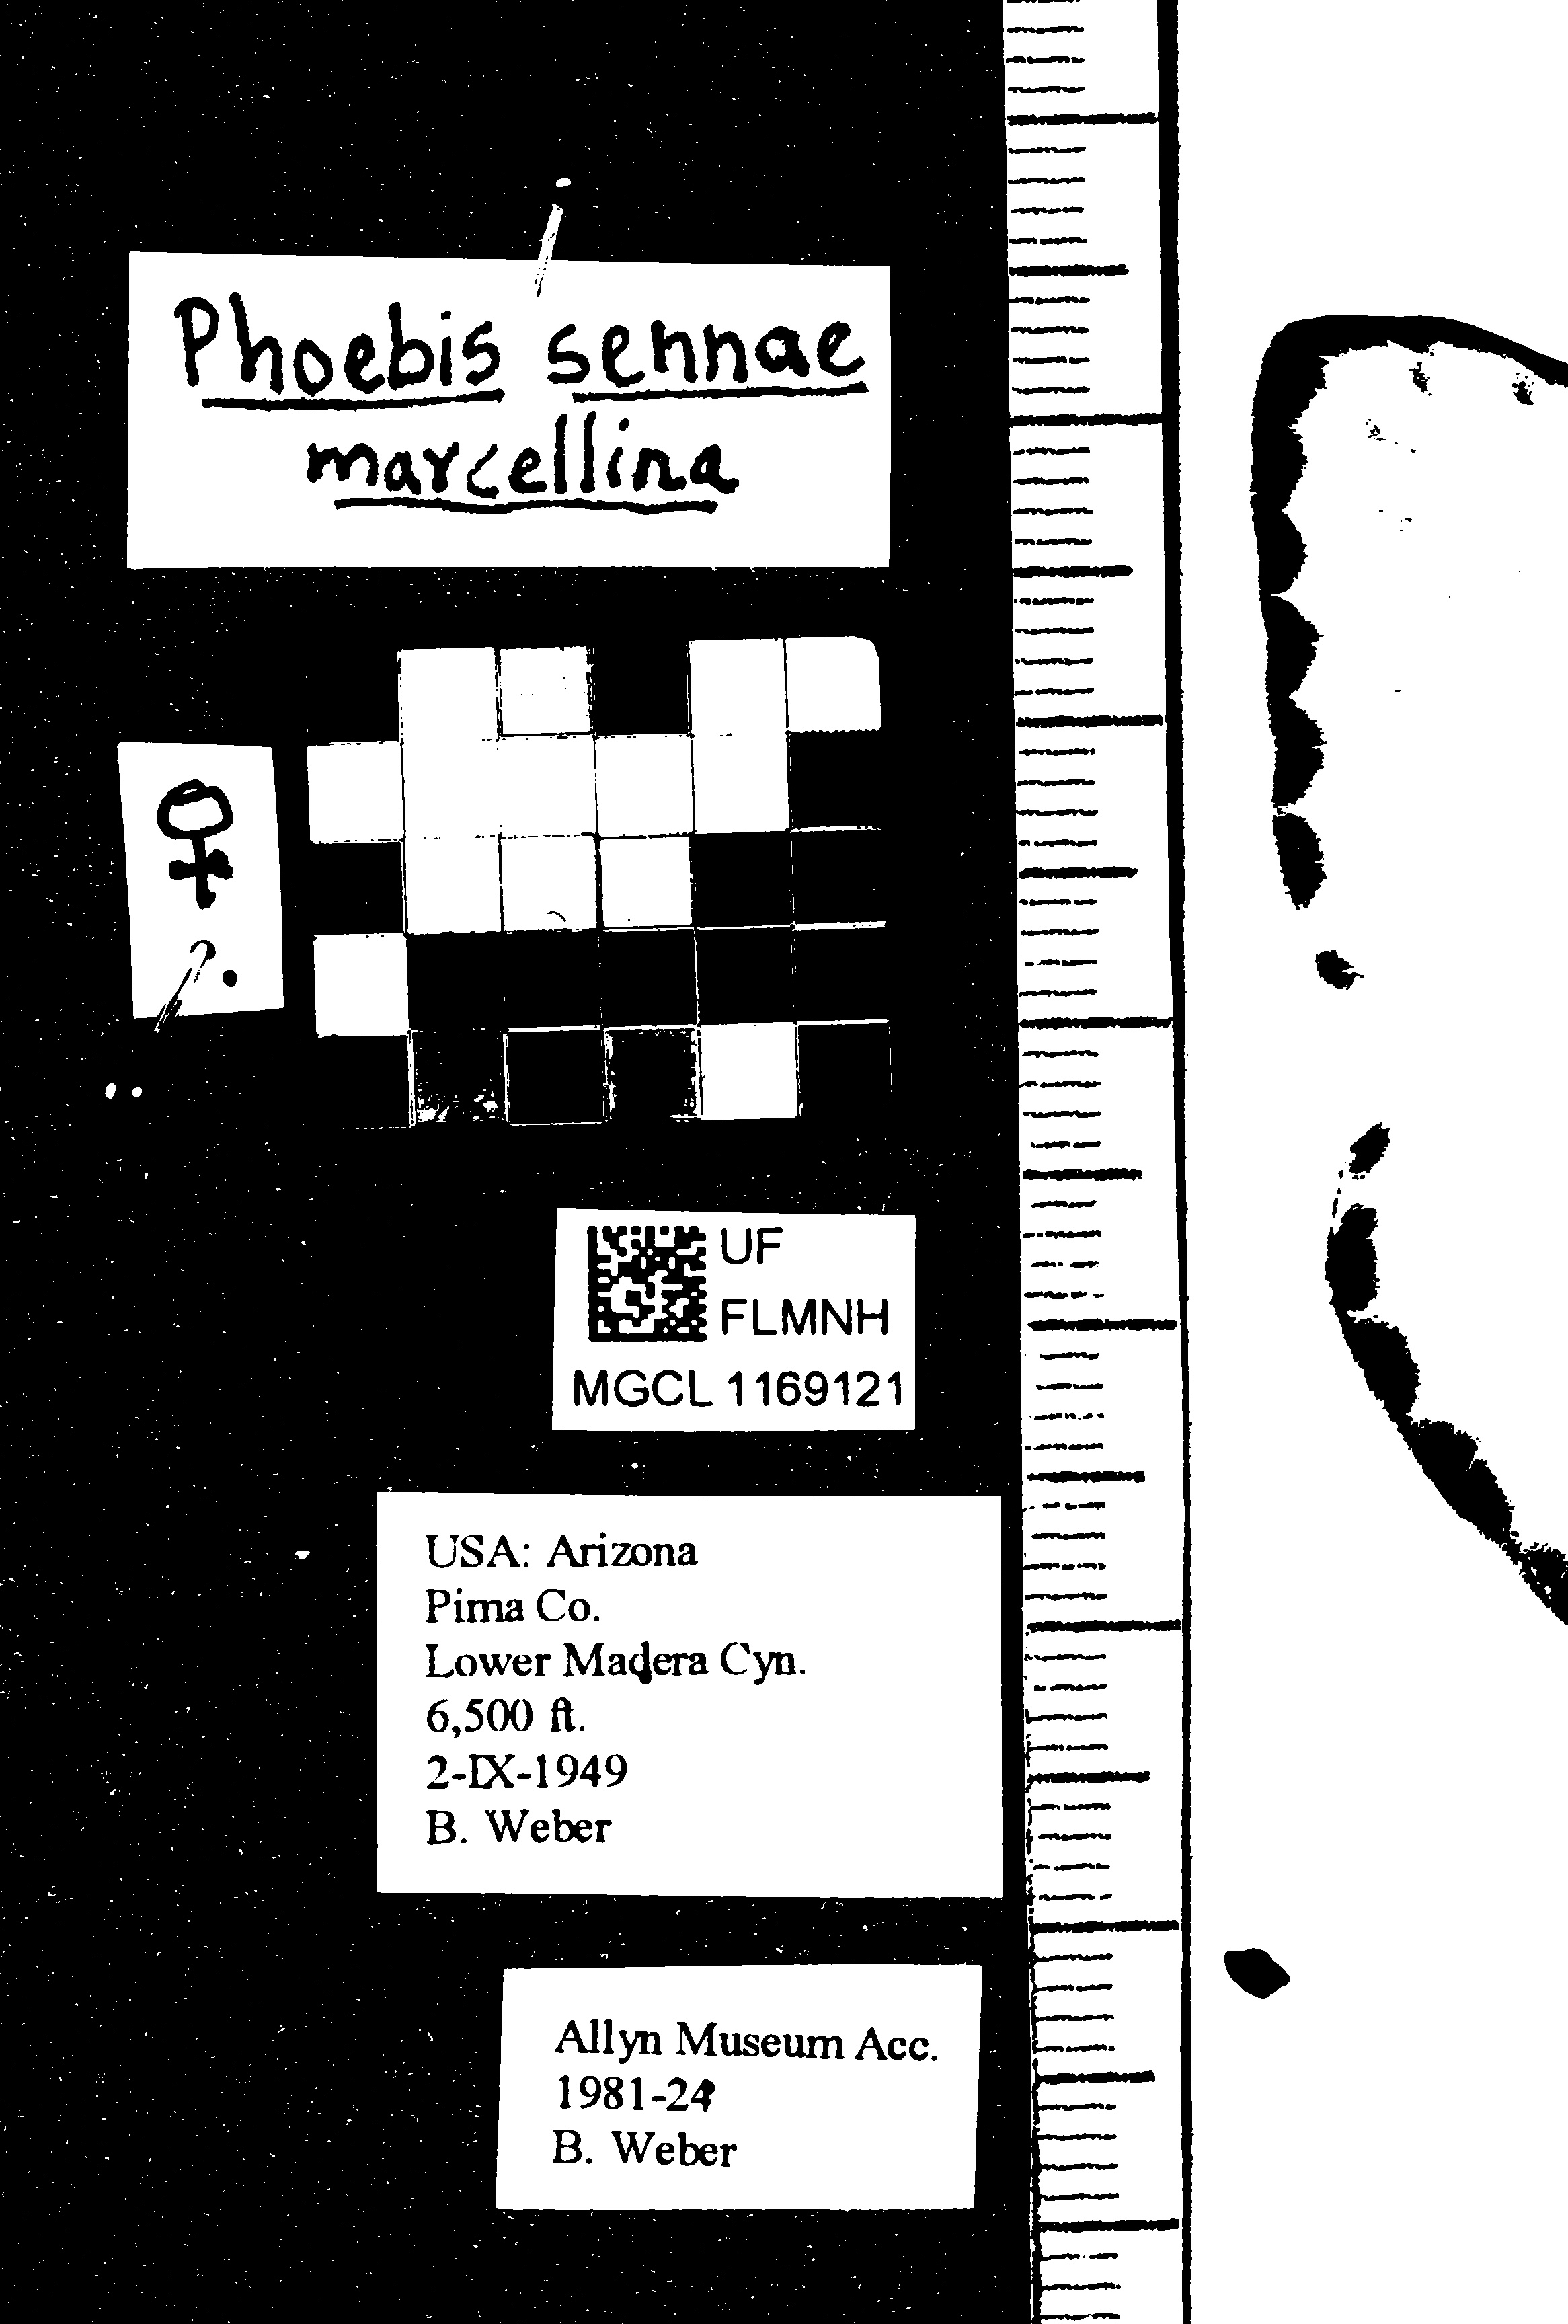 Phoebis sennae
marcellina
♀
?.
UF
FLMNH
MGCL 1169121
USA: Arizona
Pima Co.
Lower Madera Cyn.
6,500 ft.
2-IX-1949
B. Weber
Allyn Museum Acc.
1981-24
B. Weber